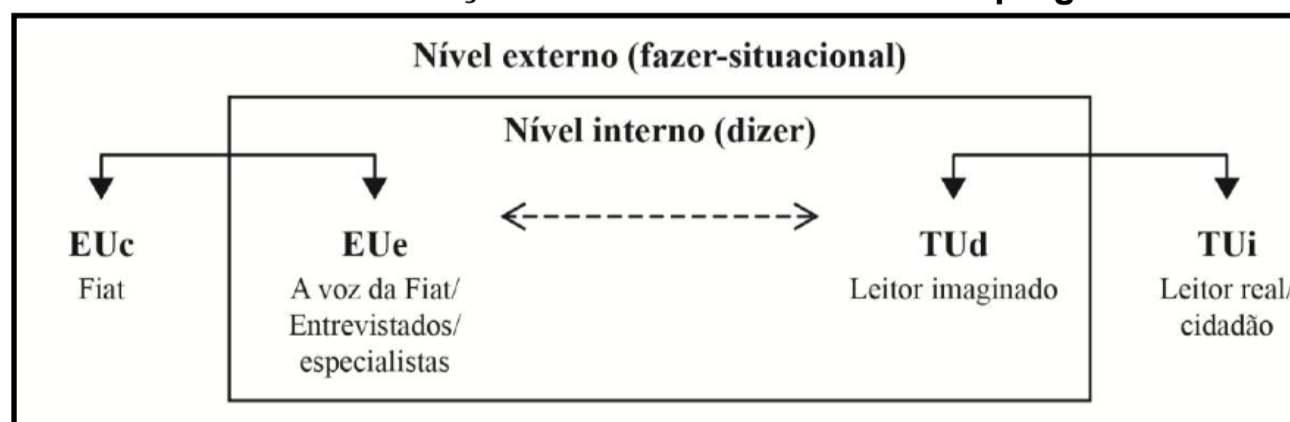 Nível externo (fazer-situacional)
Nível interno (dizer)
EUc
Fiat
EUe
A voz da Fiat/
Entrevistados/
especialistas
TUd
Leitor imaginado
TUi
Leitor real/
cidadão